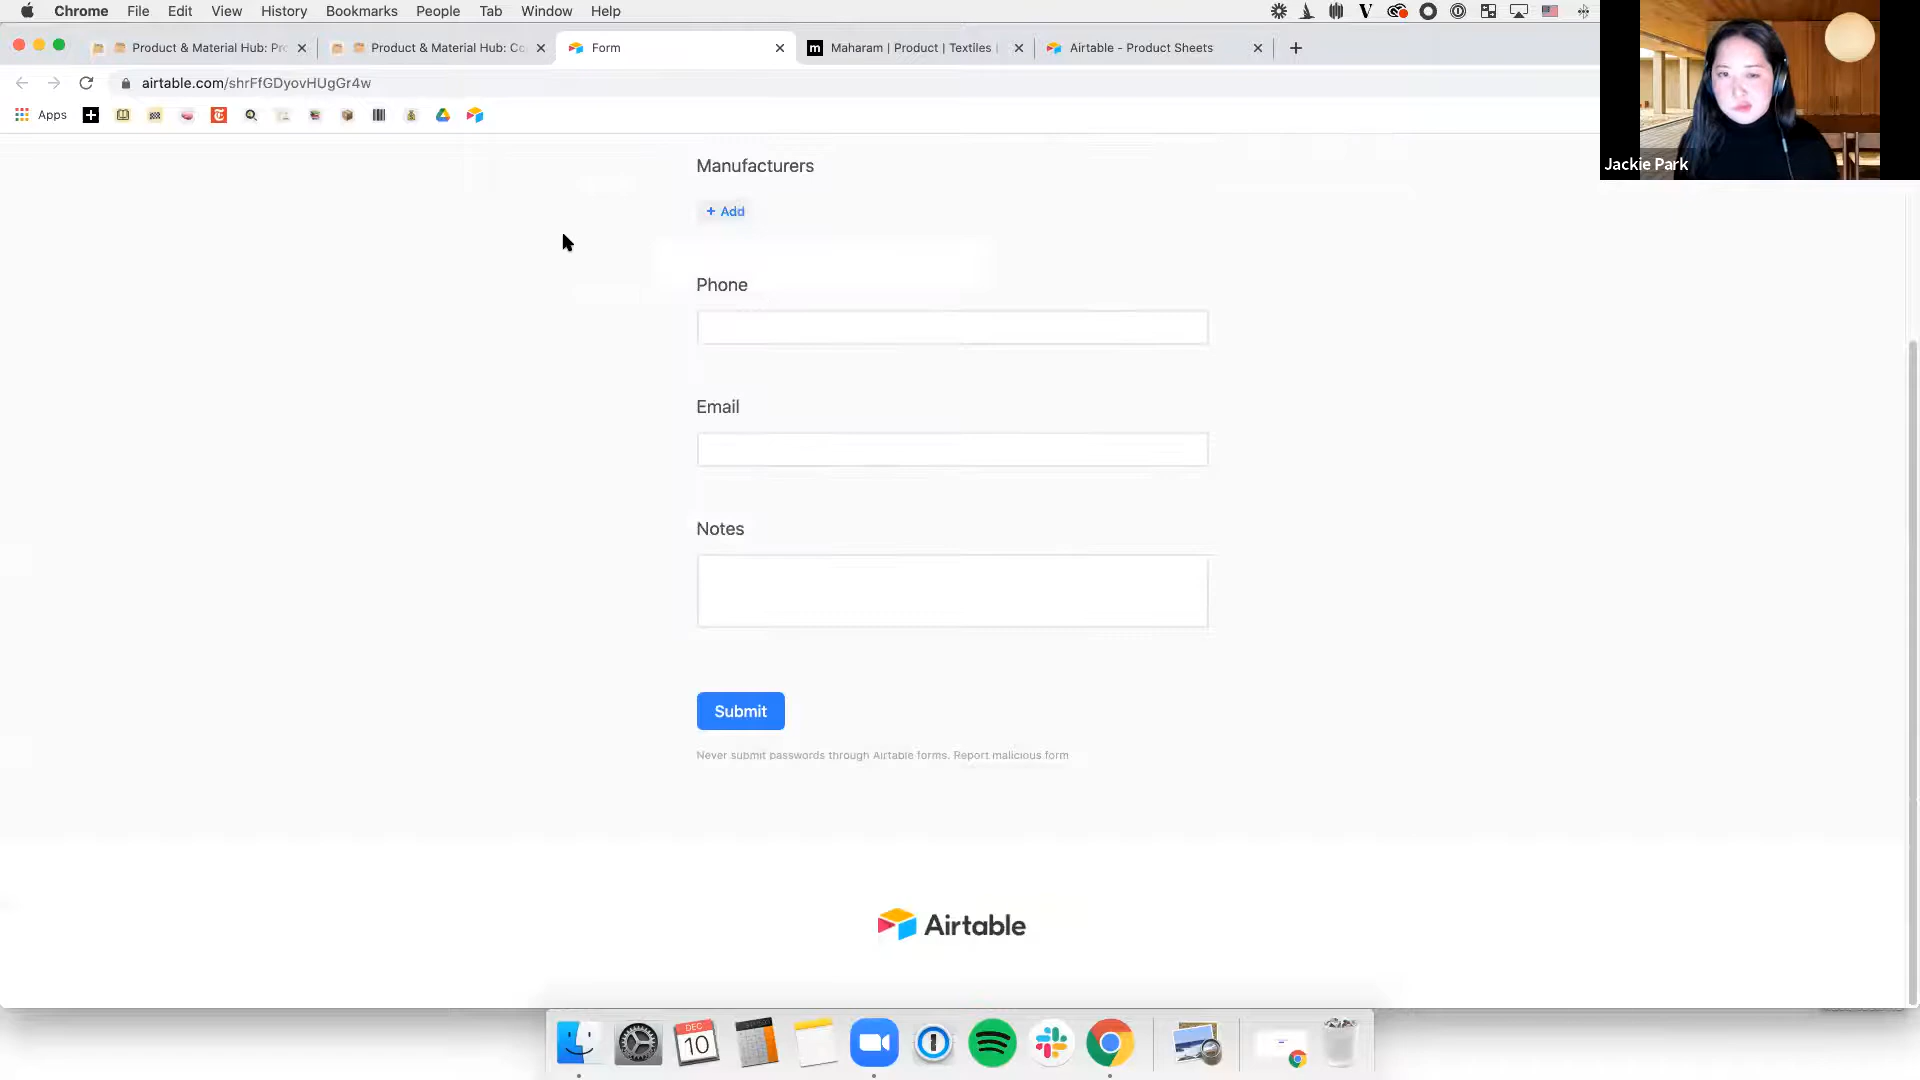 Chrome File Edit View History Bookmarks People Tab Window Help
Product & Material Hub: Pr
Product & Material Hub: Co
Form
Maharam | Product | Textiles |
Airtable - Product Sheets
airtable.com/shrFfGDyovHUgGr4w
Apps
Jackie Park
Manufacturers
+ Add
Phone
Email
Notes
Submit
Never submit passwords through Airtable forms. Report malicious form
Airtable
DEC
10